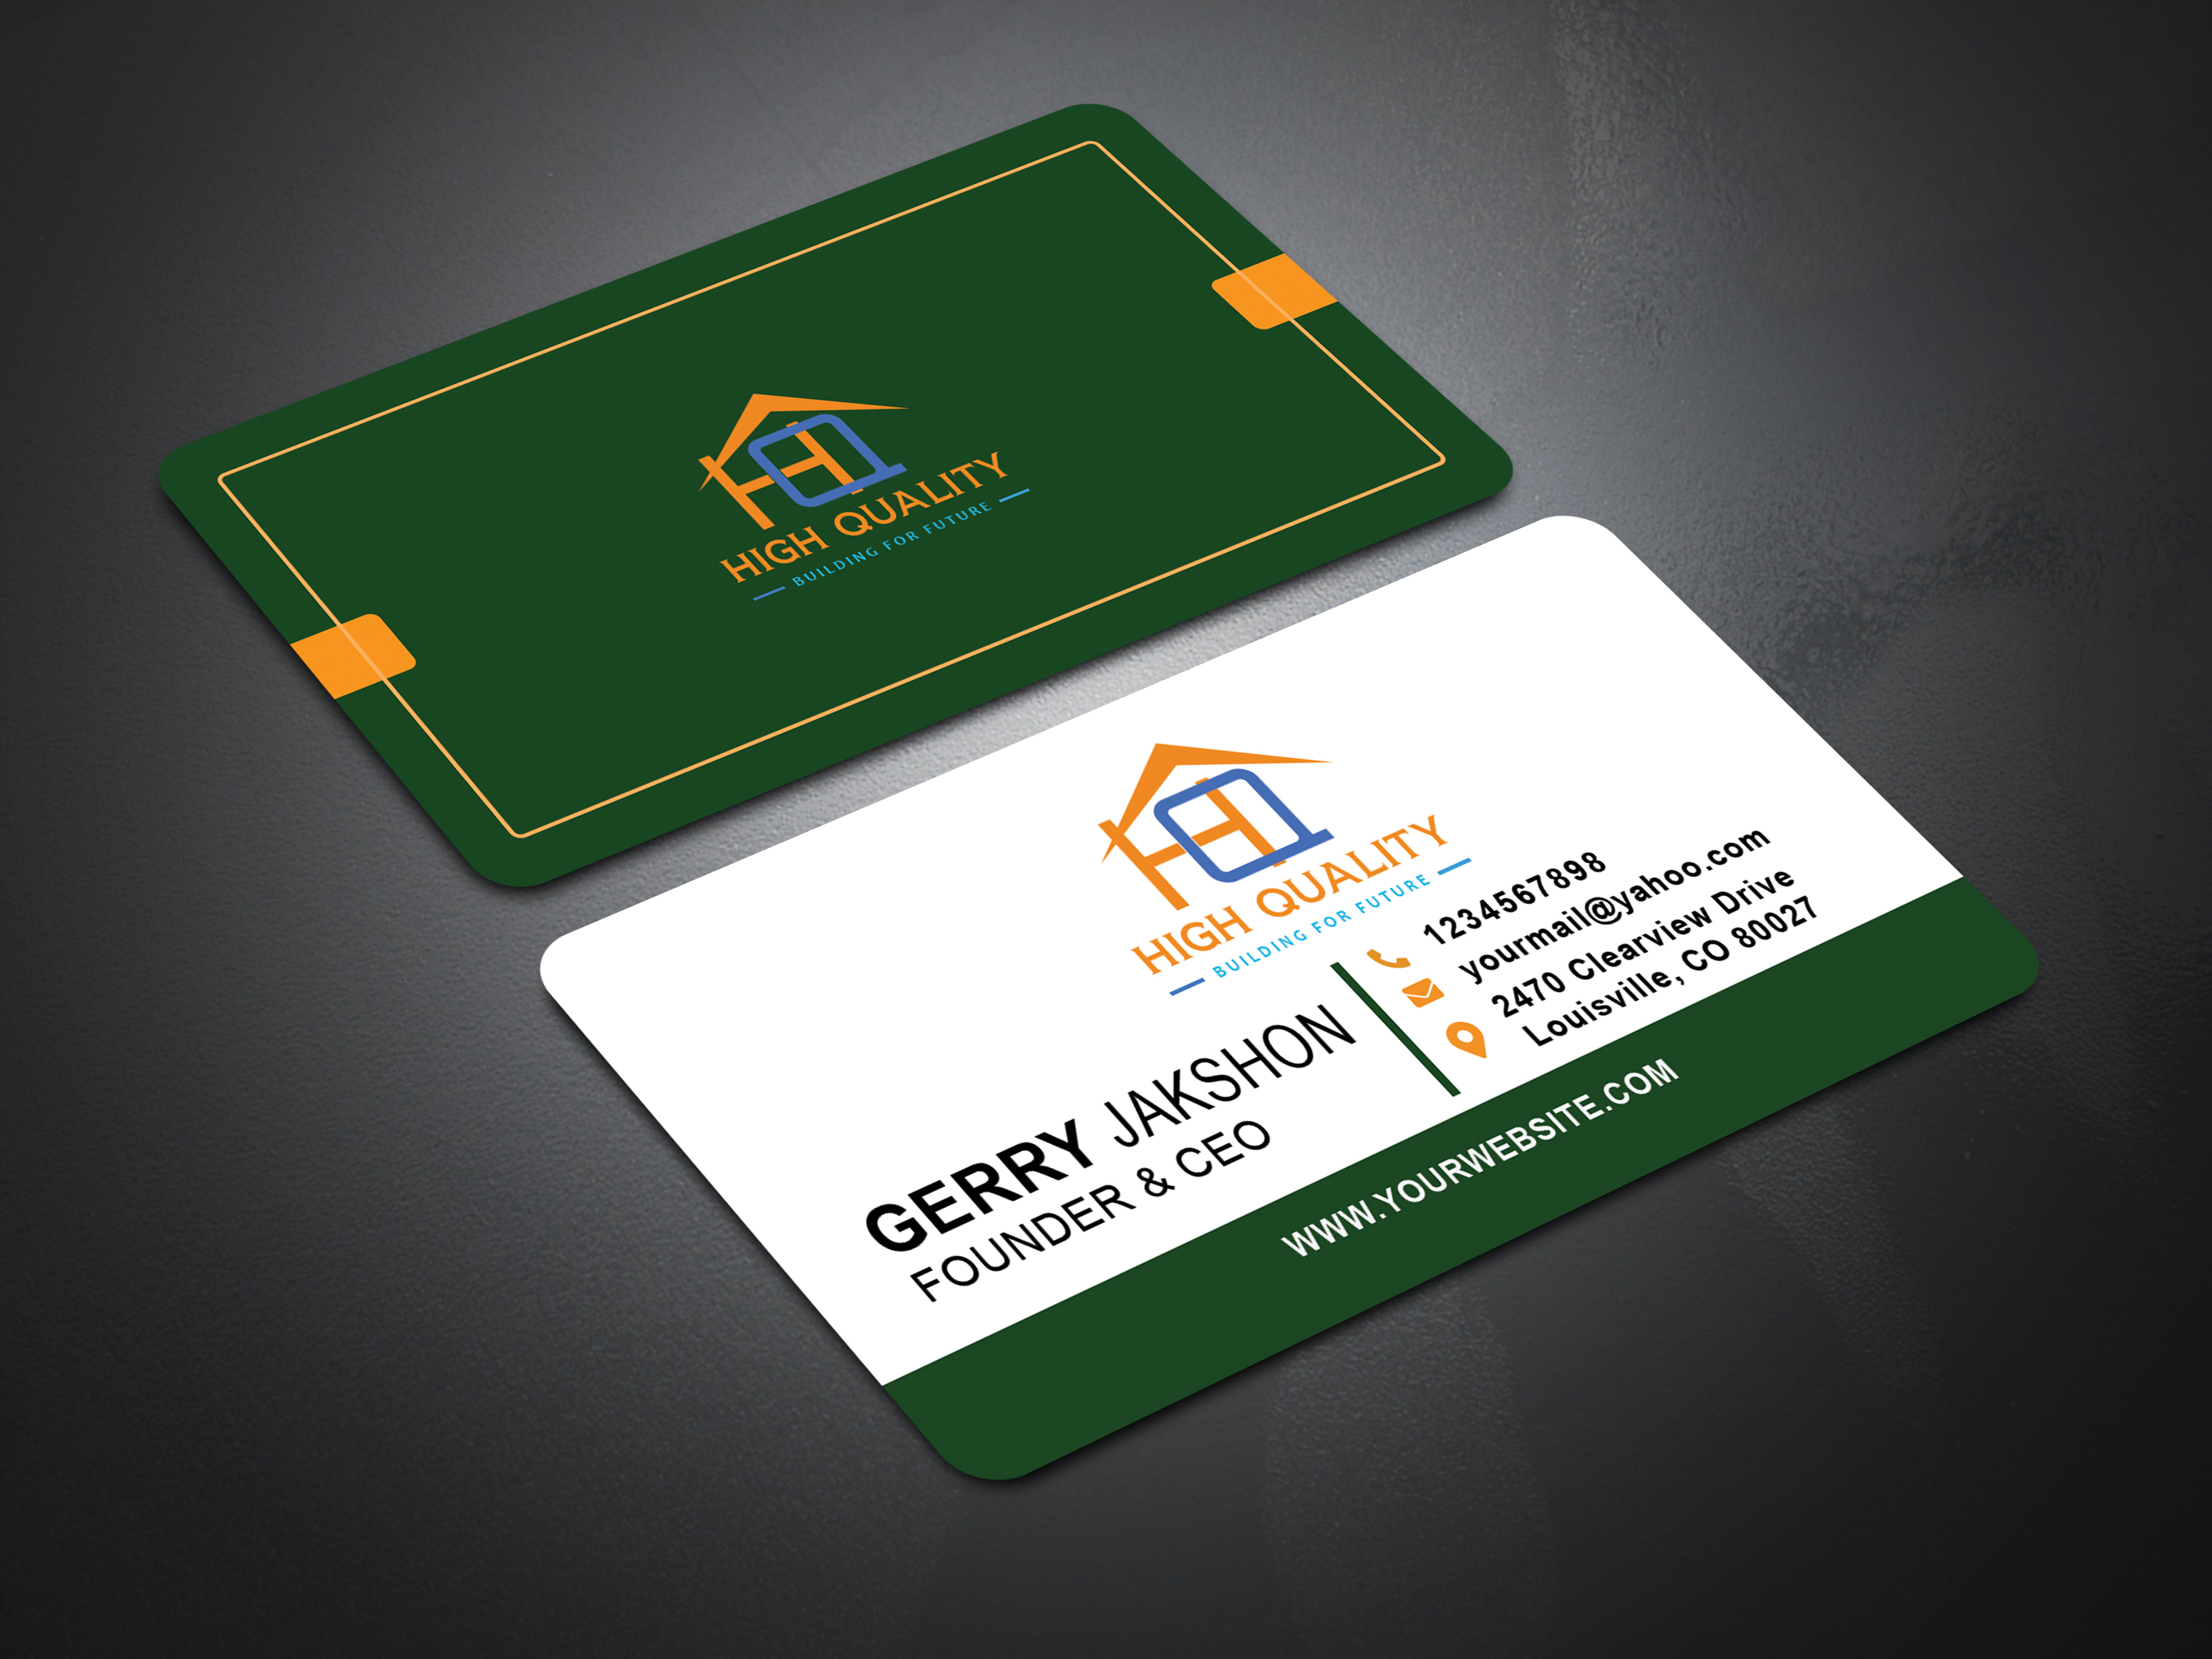 HIGH QUALITY
BUILDING FOR FUTURE
HIGH QUALITY
BUILDING FOR FUTURE
GERRY JAKSHON
FOUNDER & CEO
1234567898
yourmail@yahoo.com
2470 Clearview Drive
Louisville, CO 80027
WWW.YOURWEBSITE.COM